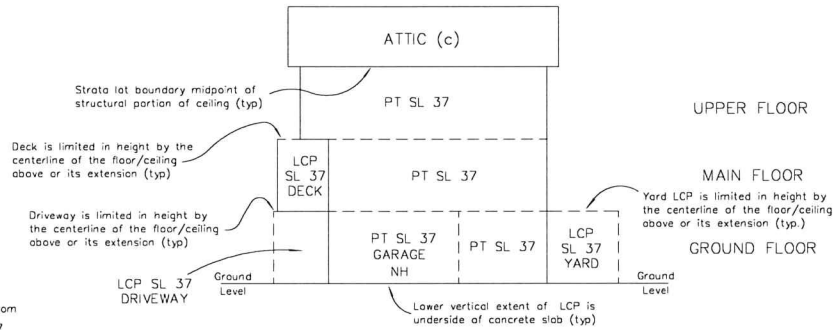 ATTIC (c)
Strata lot boundary midpoint of
structural portion of ceiling (typ)
PT SL 37
UPPER FLOOR
Deck is limited in height by the
centerline of the floor/ceiling
above or its extension (typ)
LCP
SL 37
DECK
PT SL 37
MAIN FLOOR
Yard LCP is limited in height by
the centerline of the floor/ceiling
above or its extension (typ.)
Driveway is limited in height by
the centerline of the floor/ceiling
above or its extension (typ)
PT SL 37
GARAGE
NH
PT SL 37
LCP
SL 37
YARD
GROUND FLOOR
LCP SL 37
DRIVEWAY
Ground
Level
Ground
Level
Lower vertical extent of LCP is
underside of concrete slab (typ)